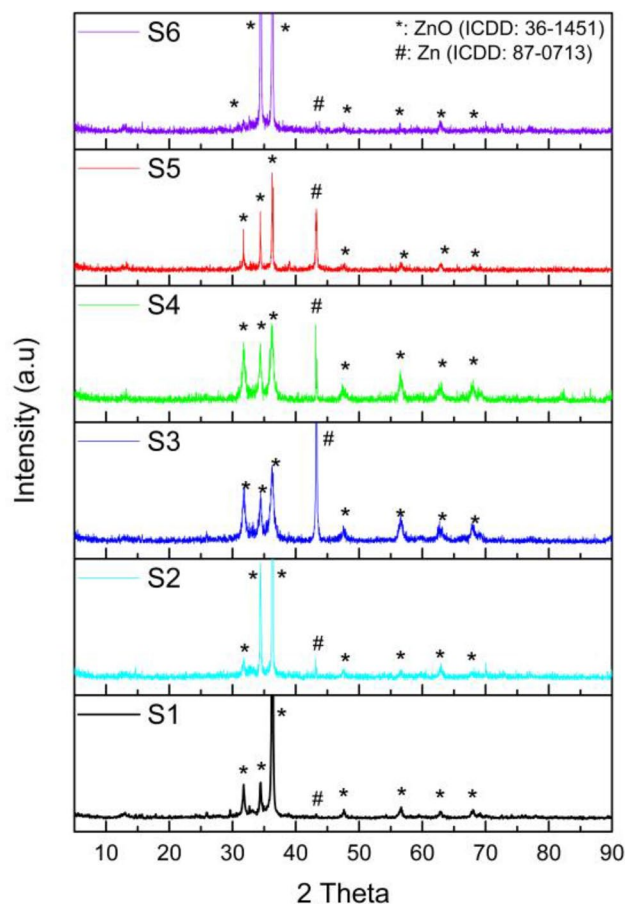 S6
*: ZnO (ICDD: 36-1451)
#: Zn (ICDD: 87-0713)
* *
* # * * * *
S5
*
* * #
* * * *
S4
#
* * *
* * * *
S3
#
* * *
* * * *
S2
* *
* # * * * *
S1
*
* * # * * * *
10 20 30 40 50 60 70 80 90
2 Theta
Intensity (a.u)